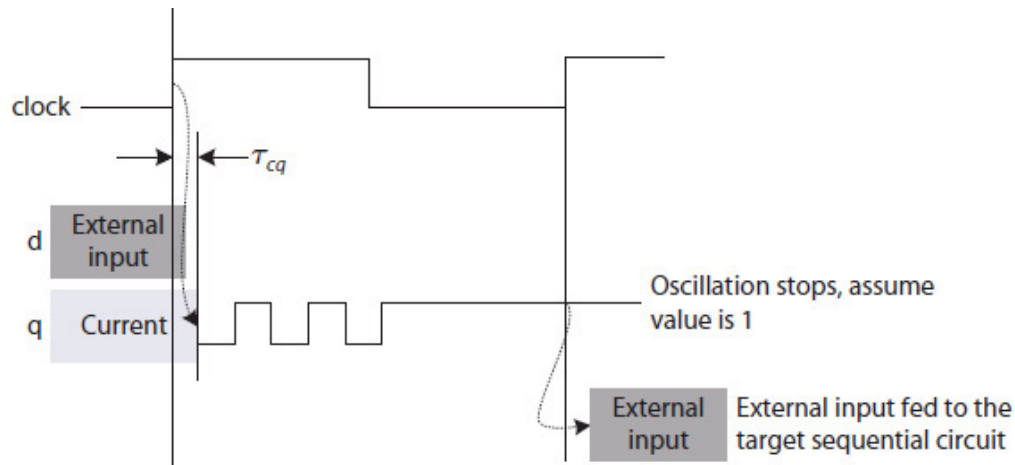 clock
τcq
d
External
input
q
Current
Oscillation stops, assume
value is 1
External
input
External input fed to the
target sequential circuit